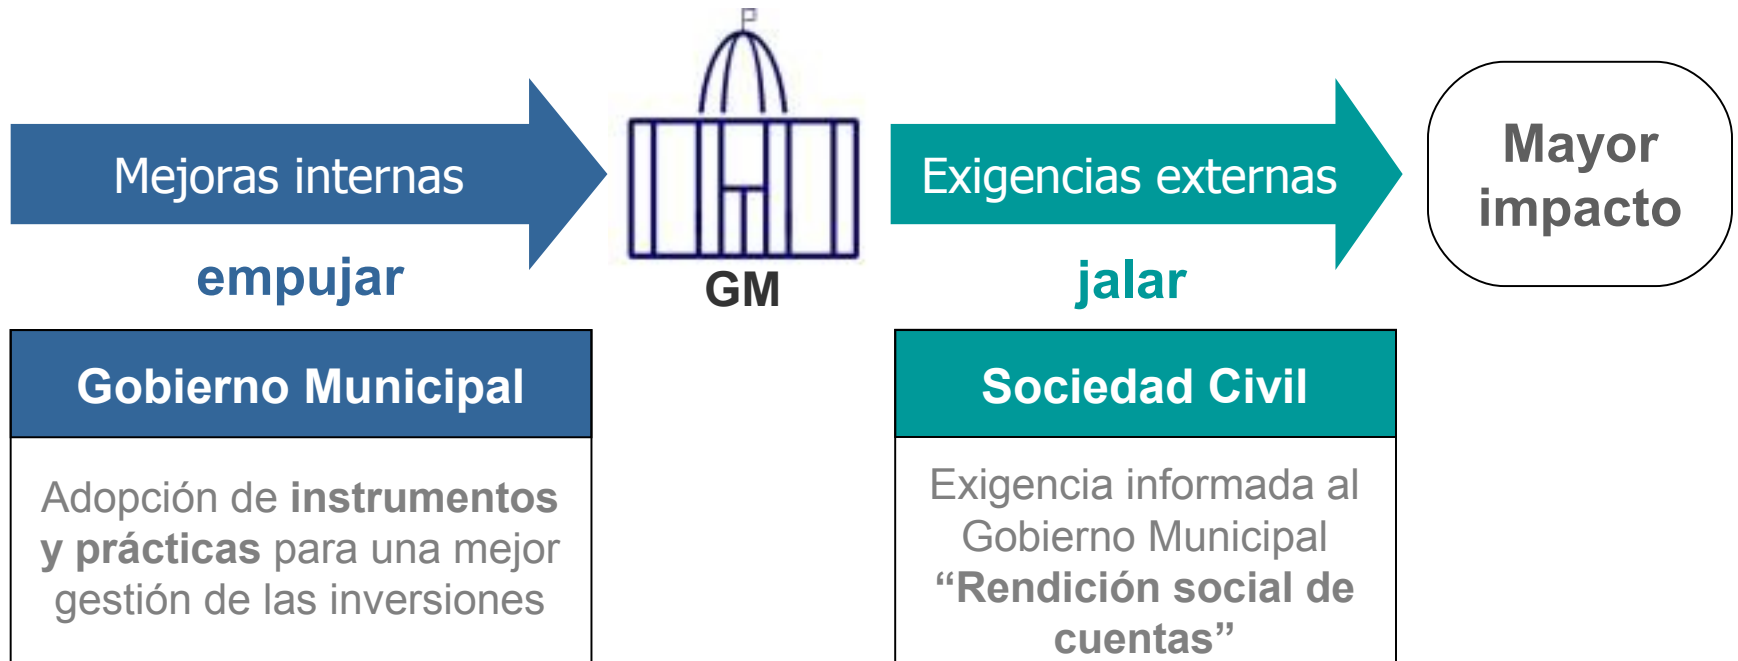 Mejoras internas
empujar
GM
Exigencias externas
jalar
Mayor
impacto
Gobierno Municipal
Adopción de instrumentos
y prácticas para una mejor
gestión de las inversiones
Sociedad Civil
Exigencia informada al
Gobierno Municipal
“Rendición social de
cuentas”